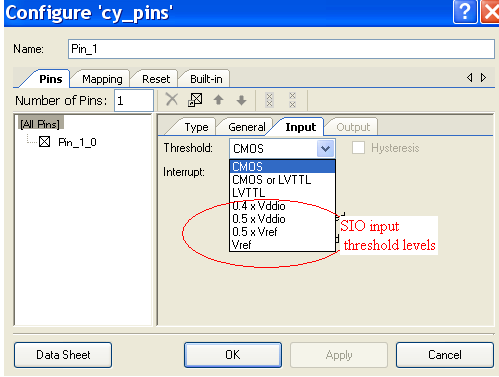 Configure 'cy_pins'
Name: Pin_1
Pins Mapping Reset Built-in
Number of Pins: 1
[All Pins]
Pin_1_0
Type General Input Output
Threshold: CMOS Hysteresis
Interrupt:
CMOS
CMOS or LVTTL
LVTTL
0.4 x Vddio
0.5 x Vddio
0.5 x Vref
Vref
SIO input
threshold levels
Data Sheet OK Apply Cancel